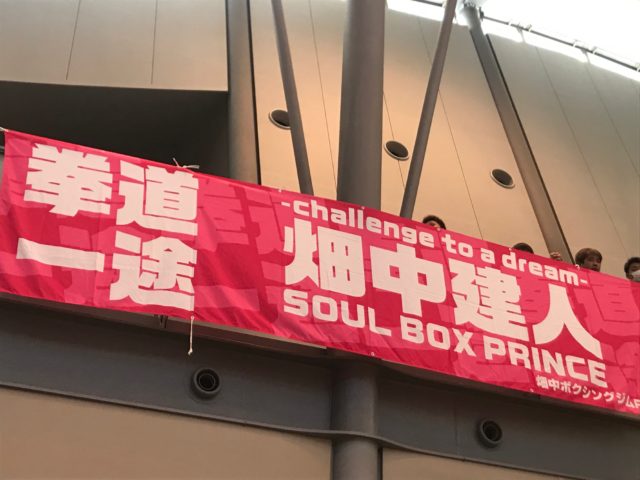 拳道
一途
-challenge to a dream-
畑中建人
SOUL BOX PRINCE
畑中ボクシングジム